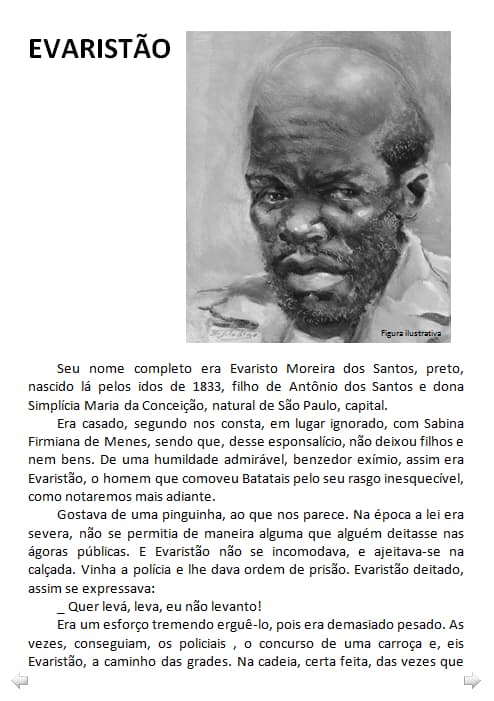 EVARISTÃO
Figura ilustrativa
Seu nome completo era Evaristo Moreira dos Santos, preto,
nascido lá pelos idos de 1833, filho de Antônio dos Santos e dona
Simplícia Maria da Conceição, natural de São Paulo, capital.
Era casado, segundo nos consta, em lugar ignorado, com Sabina
Firmiana de Menes, sendo que, desse esponsalício, não deixou filhos e
nem bens. De uma humildade admirável, benzedor exímio, assim era
Evaristão, o homem que comoveu Batatais pelo seu rasgo inesquecível,
como notaremos mais adiante.
Gostava de uma pinguinha, ao que nos parece. Na época a lei era
severa, não se permitia de maneira alguma que alguém deitasse nas
ágoras públicas. E Evaristão não se incomodava, e ajeitava-se na
calçada. Vinha a polícia e lhe dava ordem de prisão. Evaristão deitado,
assim se expressava:
_ Quer levá, leva, eu não levanto!
Era um esforço tremendo erguê-lo, pois era demasiado pesado. As
vezes, conseguiam, os policiais , o concurso de uma carroça e, eis
Evaristão, a caminho das grades. Na cadeia, certa feita, das vezes que